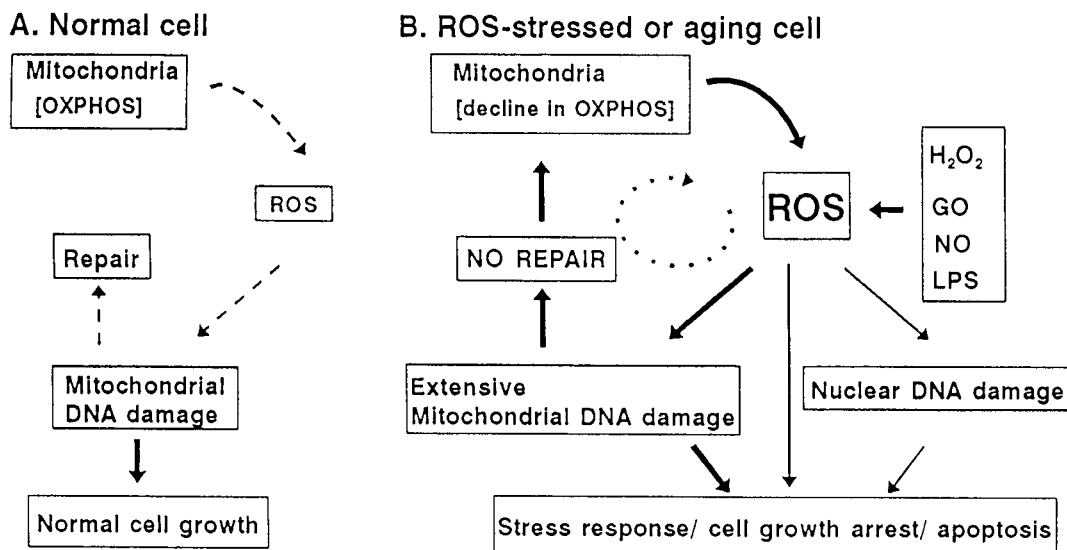 A. Normal cell
Mitochondria
[OXPHOS]
ROS
Repair
Mitochondrial
DNA damage
Normal cell growth
B. ROS-stressed or aging cell
Mitochondria
[decline in OXPHOS]
ROS
H₂O₂
GO
NO
LPS
NO REPAIR
Extensive
Mitochondrial DNA damage
Nuclear DNA damage
Stress response/ cell growth arrest/ apoptosis